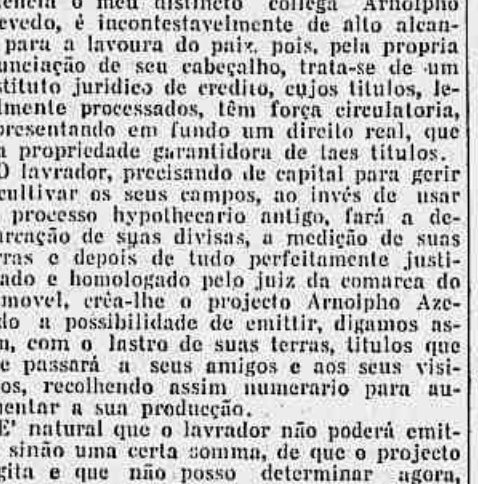 tencia o meu distincto collega Arnolpho
evedo, é incontestavelmente de alto alcan-
para a lavoura do paiz, pois, pela propria
unciação de seu cabeçalho, trata-se de um
stituto juridico de credito, cujos titulos, le-
lmente processados, têm força circulatoria,
presentando em fundo um direito real, que
a propriedade garantidora de taes titulos.
O lavrador, precisando de capital para gerir
cultivar os seus campos, ao invés de usar
processo hypothecario antigo, fará a de-
arcação de suas divisas, a medição de suas
rras e depois de tudo perfeitamente justi-
ado e homologado pelo juiz da comarca do
movel, créa-lhe o projecto Arnolpho Aze-
do a possibilidade de emittir, digamos as-
n, com o lastro de suas terras, titulos que
e passará a seus amigos e aos seus visi-
os, recolhendo assim numerario para au-
entar a sua producção.
E' natural que o lavrador não poderá emit-
sinão uma certa somma, de que o projecto
gita e que não posso determinar agora,